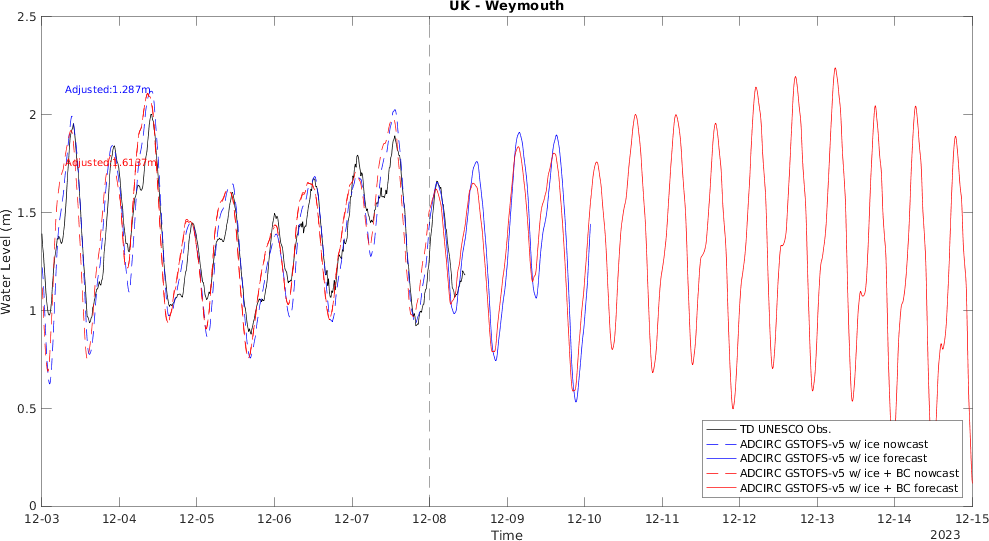 UK - Weymouth
2.5
2
1.5
1
0.5
0
Water Level (m)
Adjusted:1.287m
Adjusted:1.6137m
TD UNESCO Obs.
ADCIRC GSTOFS-v5 w/ ice nowcast
ADCIRC GSTOFS-v5 w/ ice forecast
ADCIRC GSTOFS-v5 w/ ice + BC nowcast
ADCIRC GSTOFS-v5 w/ ice + BC forecast
12-03 12-04 12-05 12-06 12-07 12-08 12-09 12-10 12-11 12-12 12-13 12-14 12-15
Time
2023